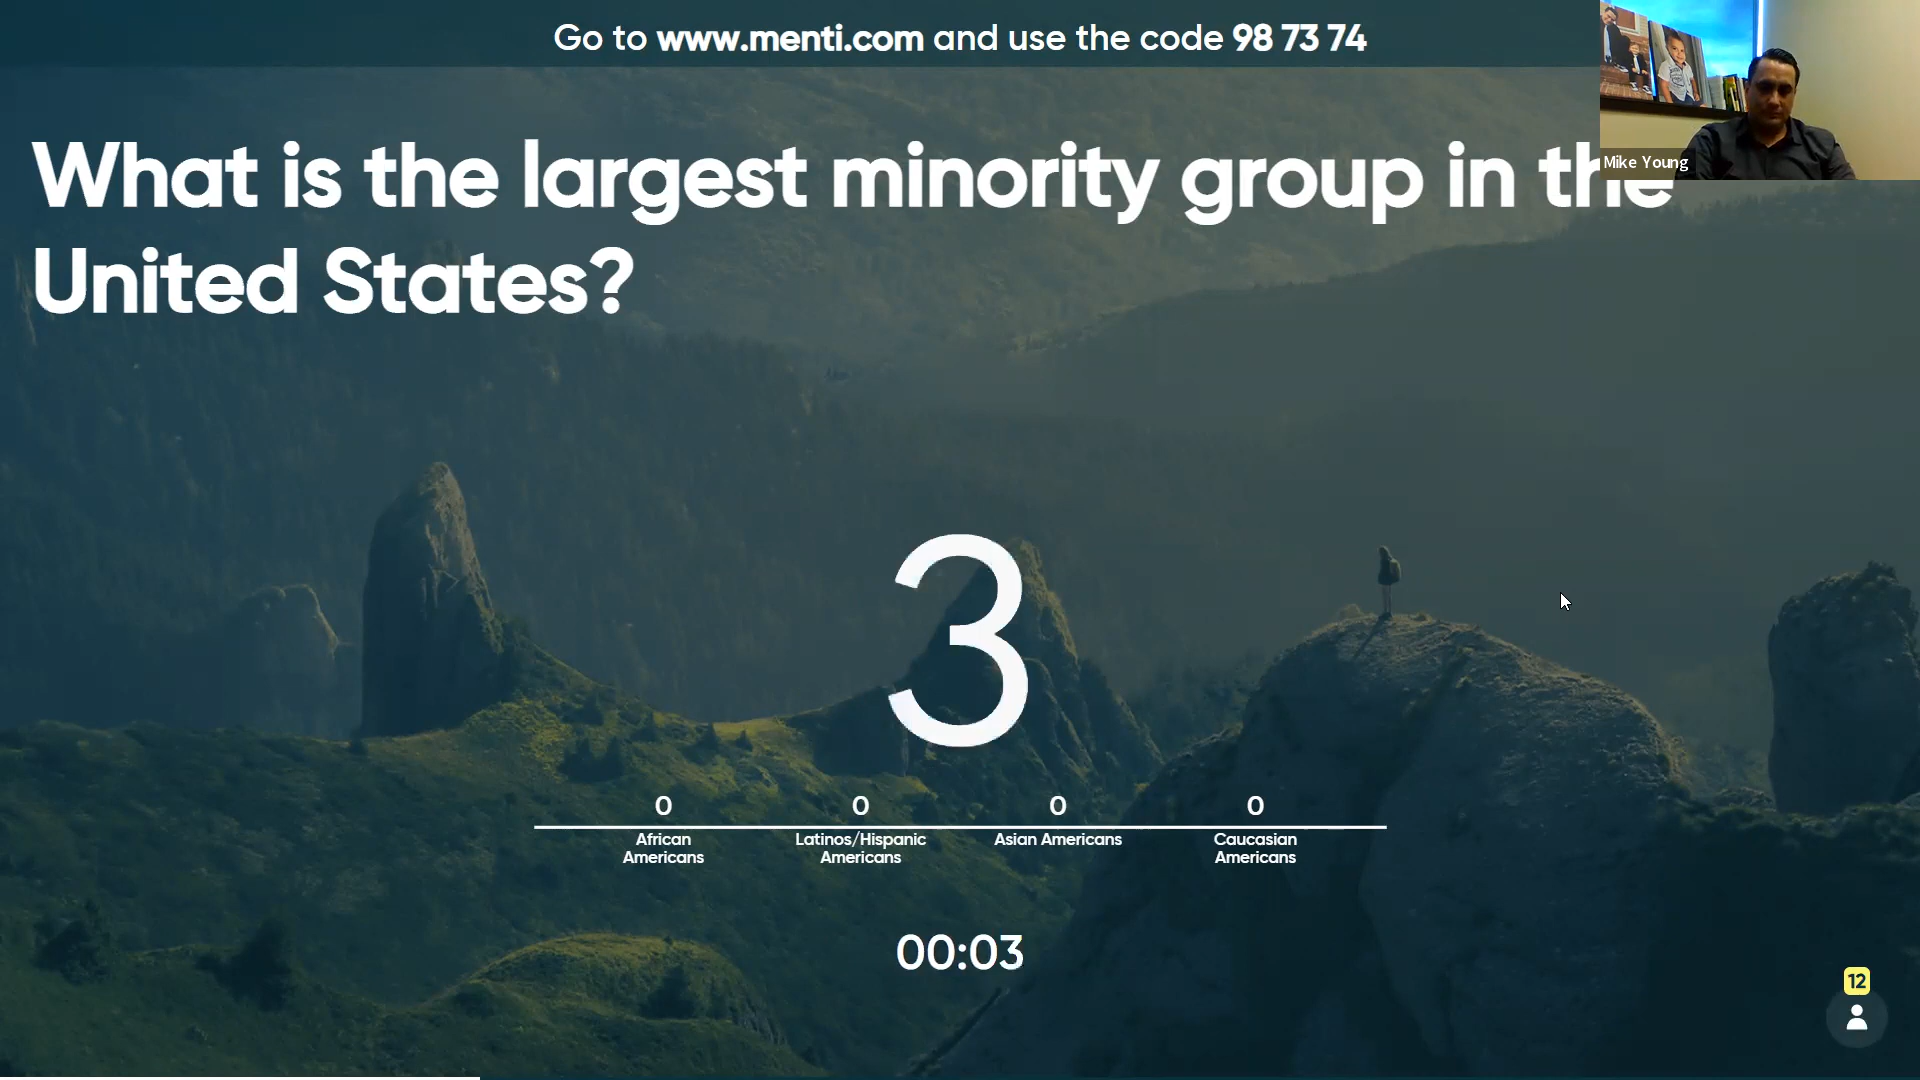 Go to www.menti.com and use the code 98 73 74
Mike Young
What is the largest minority group in the
United States?
3
0 0 0 0
African Latinos/Hispanic Asian Americans Caucasian
Americans Americans Americans
00:03
12